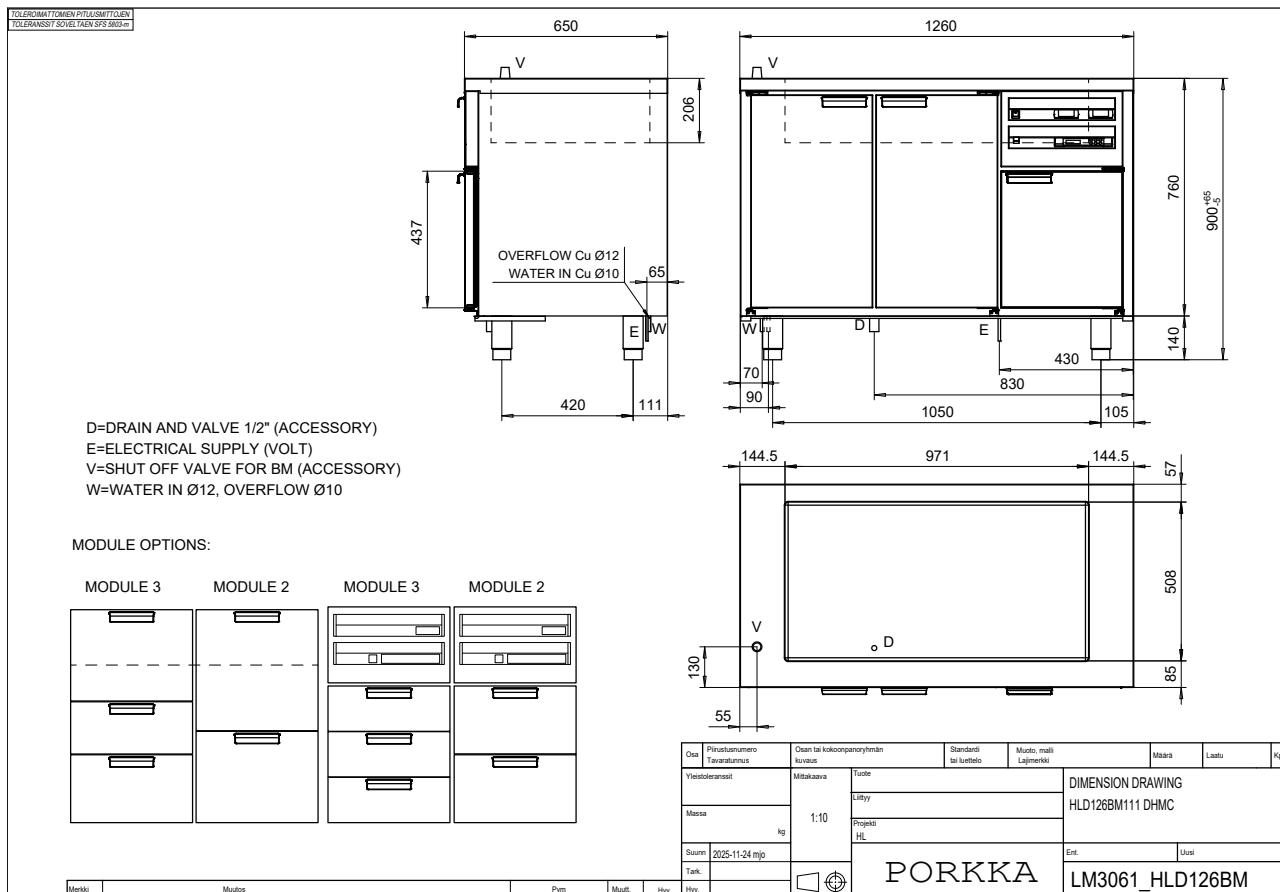 TOLEROIMATTOMIEN PITUUSMITTOJEN
TOLERANSSIT SOVELTAEN SFS 5803-m
650
V
206
437
OVERFLOW Cu Ø12
WATER IN Cu Ø10
65
E
W
420
111
1260
V
760
900 +65 -5
W
D
E
140
430
70
830
90
1050
105
D=DRAIN AND VALVE 1/2" (ACCESSORY)
E=ELECTRICAL SUPPLY (VOLT)
V=SHUT OFF VALVE FOR BM (ACCESSORY)
W=WATER IN Ø12, OVERFLOW Ø10
144.5
971
144.5
57
508
V
D
130
85
55
MODULE OPTIONS:
MODULE 3
MODULE 2
MODULE 3
MODULE 2
Osa
Piirustusnumero
Tavaratunnus
Osan tai kokoonpanoryhmän
kuvaus
Standardi
tai luettelo
Muoto, malli
Lajimerkki
Määrä
Laatu
Yleistoleranssit
Mittakaava
1:10
Tuote
Liittyy
Massa
kg
Projekti
HL
DIMENSION DRAWING
HLD126BM111 DHMC
Suunn
2025-11-24 mjo
Tark.
Hyv.
PORKKA
Ent.
Uusi
LM3061_HLD126BM
Merkki
Muutos
Pvm
Muutt.
Hyv.